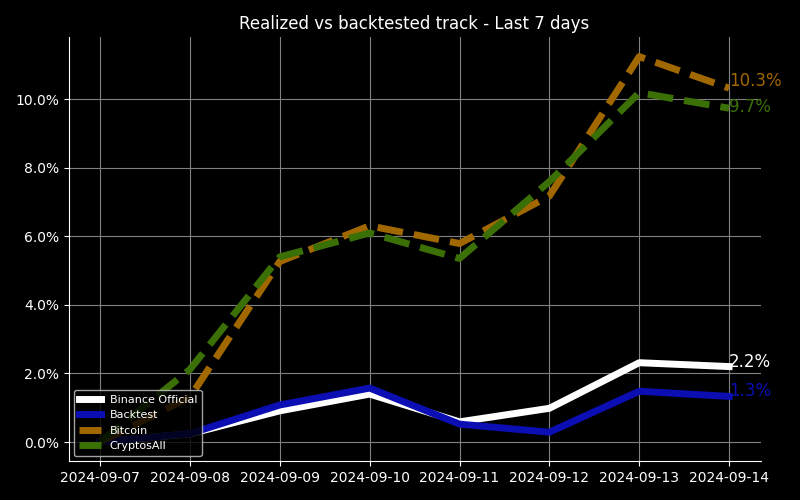 Realized vs backtested track - Last 7 days
10.3%
10.0%
9.7%
8.0%
6.0%
4.0%
2.2%
2.0%
1.3%
Binance Official
Backtest
Bitcoin
0.0%
CryptosAll
2024-09-07 2024-09-08 2024-09-09 2024-09-10 2024-09-11 2024-09-12 2024-09-13 2024-09-14